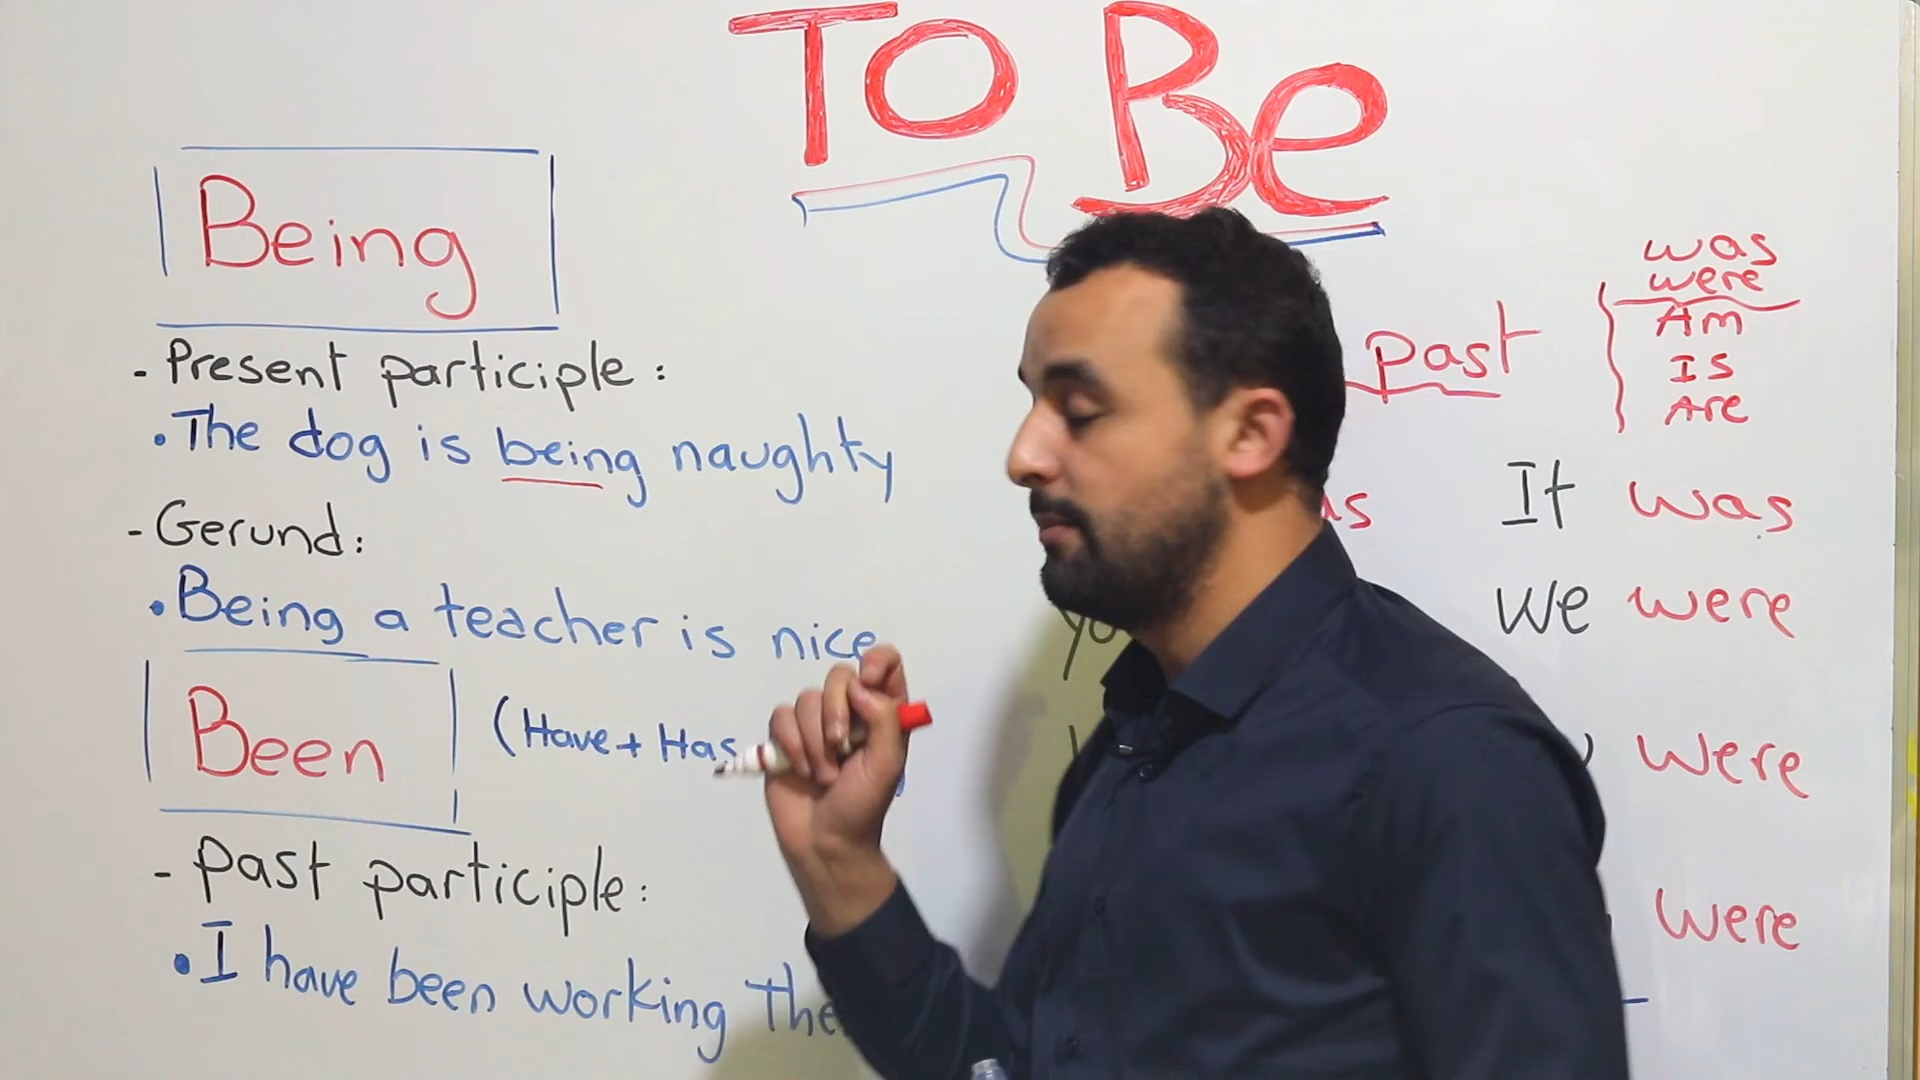 To Be
Being
- Present participle:
• The dog is being naughty
- Gerund:
• Being a teacher is nice
Been
(Have + Has
- Past participle:
• I have been working
past
was
were
Am
Is
Are
It was
we were
were
were